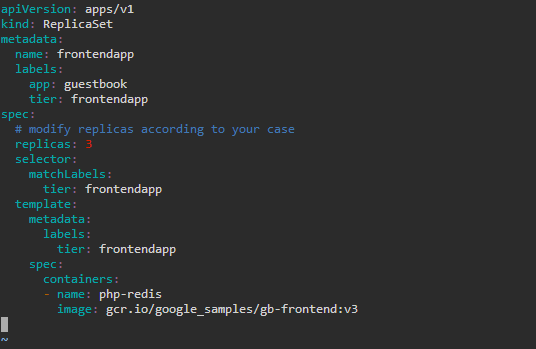 apiVersion: apps/v1
kind: ReplicaSet
metadata:
  name: frontendapp
  labels:
    app: guestbook
    tier: frontendapp
spec:
  # modify replicas according to your case
  replicas: 3
  selector:
    matchLabels:
      tier: frontendapp
  template:
    metadata:
      labels:
        tier: frontendapp
    spec:
      containers:
      - name: php-redis
        image: gcr.io/google_samples/gb-frontend:v3
~